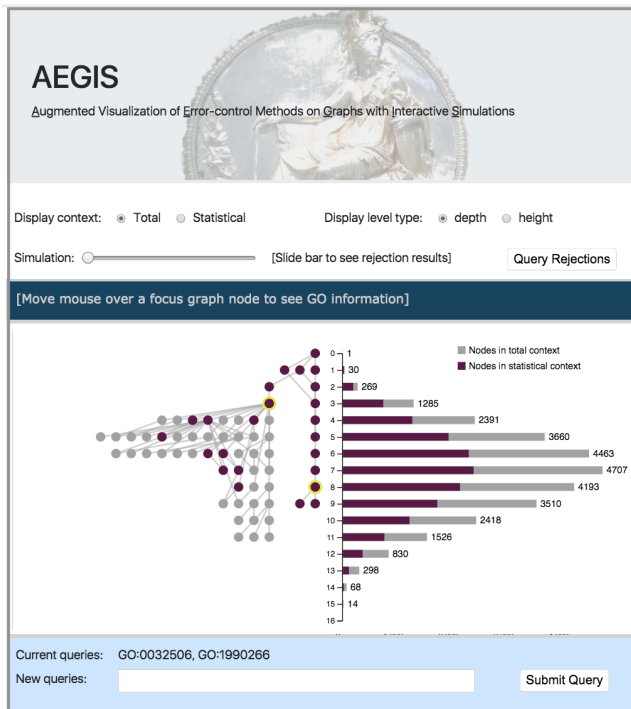 AEGIS
Augmented Visualization of Error-control Methods on Graphs with Interactive Simulations
Display context: Total Statistical Display level type: depth height
Simulation: [Slide bar to see rejection results] Query Rejections
[Move mouse over a focus graph node to see GO information]
Nodes in total context
Nodes in statistical context
0 1
1 30
2 269
3 1285
4 2391
5 3660
6 4463
7 4707
8 4193
9 3510
10 2418
11 1526
12 830
13 298
14 68
15 14
16
Current queries: GO:0032506, GO:1990266
New queries: Submit Query